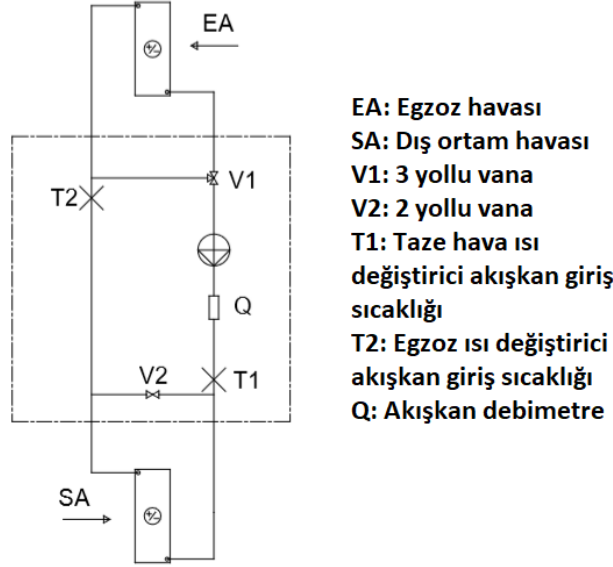 EA
V1
T2
Q
V2
T1
SA
EA: Egzoz havası
SA: Dış ortam havası
V1: 3 yollu vana
V2: 2 yollu vana
T1: Taze hava ısı
değiştirici akışkan giriş
sıcaklığı
T2: Egzoz ısı değiştirici
akışkan giriş sıcaklığı
Q: Akışkan debimetre